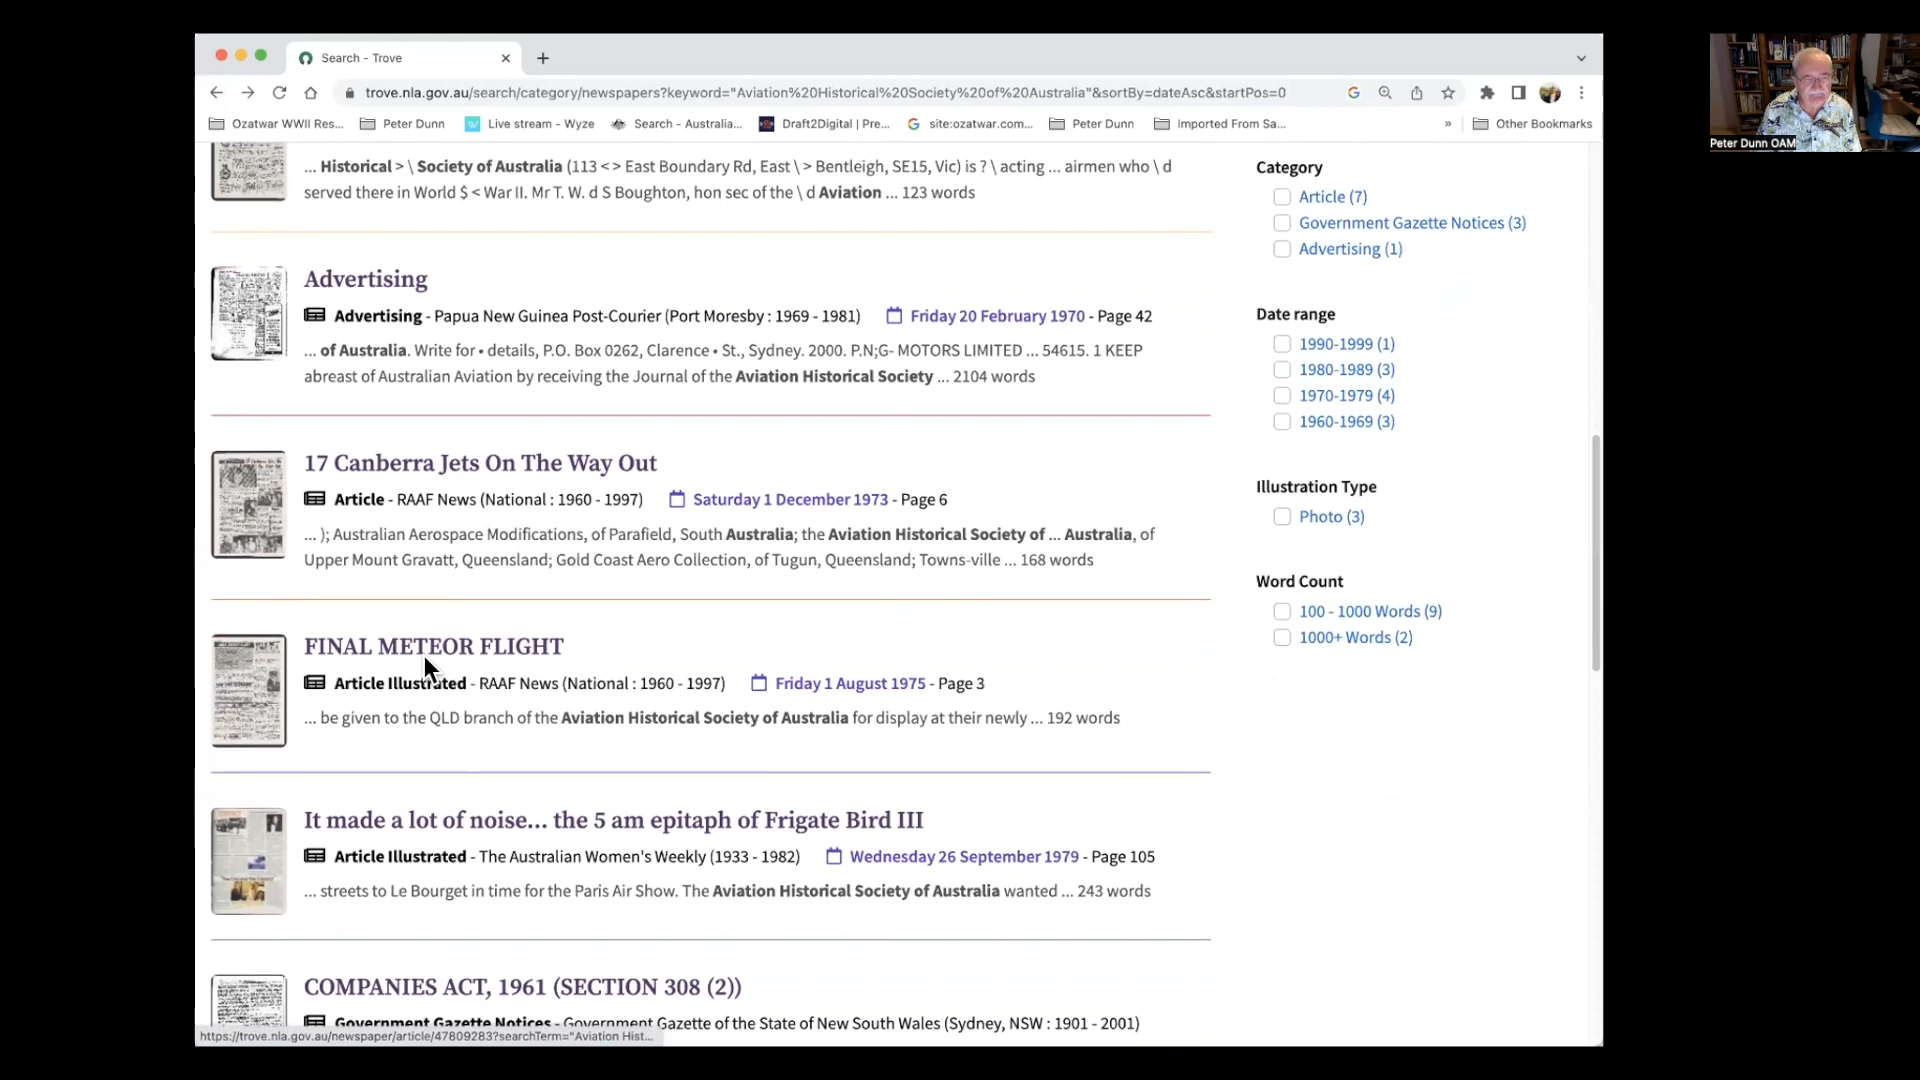 Search - Trove
trove.nla.gov.au/search/category/newspapers?keyword="Aviation%20Historical%20Society%20of%20Australia"&sortBy=dateAsc&startPos=0
Ozatwar WWII Res...
Peter Dunn
Live stream - Wyze
Search - Australia...
Draft2Digital | Pre...
site:ozatwar.com...
Peter Dunn
Imported From Sa...
»
Other Bookmarks
Peter Dunn OAM
... Historical > \ Society of Australia (113 < > East Boundary Rd, East \ > Bentleigh, SE15, Vic) is ? \ acting ... airmen who \ d
served there in World $ < War II. Mr T. W. d S Boughton, hon sec of the \ d Aviation ... 123 words
Advertising
Advertising - Papua New Guinea Post-Courier (Port Moresby : 1969 - 1981) Friday 20 February 1970 - Page 42
... of Australia. Write for • details, P.O. Box 0262, Clarence • St., Sydney. 2000. P.N;G- MOTORS LIMITED ... 54615. 1 KEEP
abreast of Australian Aviation by receiving the Journal of the Aviation Historical Society ... 2104 words
17 Canberra Jets On The Way Out
Article - RAAF News (National : 1960 - 1997) Saturday 1 December 1973 - Page 6
... ); Australian Aerospace Modifications, of Parafield, South Australia; the Aviation Historical Society of ... Australia, of
Upper Mount Gravatt, Queensland; Gold Coast Aero Collection, of Tugun, Queensland; Towns-ville ... 168 words
FINAL METEOR FLIGHT
Article Illustrated - RAAF News (National : 1960 - 1997) Friday 1 August 1975 - Page 3
... be given to the QLD branch of the Aviation Historical Society of Australia for display at their newly ... 192 words
It made a lot of noise... the 5 am epitaph of Frigate Bird III
Article Illustrated - The Australian Women's Weekly (1933 - 1982) Wednesday 26 September 1979 - Page 105
... streets to Le Bourget in time for the Paris Air Show. The Aviation Historical Society of Australia wanted ... 243 words
COMPANIES ACT, 1961 (SECTION 308 (2))
Government Gazette Notices - Government Gazette of the State of New South Wales (Sydney, NSW : 1901 - 2001)
https://trove.nla.gov.au/newspaper/article/47809283?searchTerm="Aviation Hist...
Category
Article (7)
Government Gazette Notices (3)
Advertising (1)
Date range
1990-1999 (1)
1980-1989 (3)
1970-1979 (4)
1960-1969 (3)
Illustration Type
Photo (3)
Word Count
100 - 1000 Words (9)
1000+ Words (2)